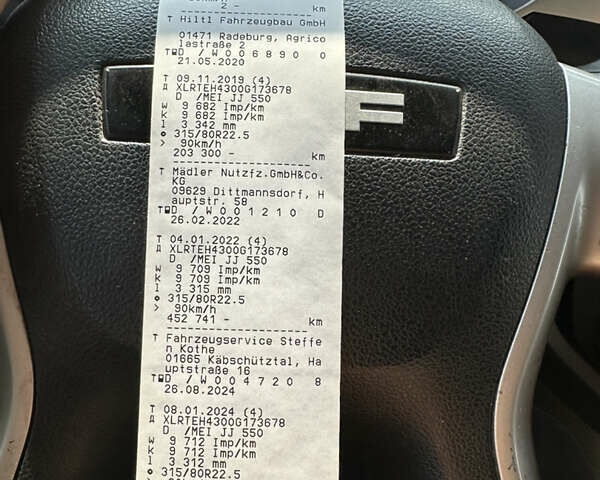 2 - km
T Hiltl Fahrzeugbau GmbH
01471 Radeburg, Agrico
lastraße 2
T D / W 0 0 6 8 9 0 0
21.05.2020
T 09.11.2019 (4)
A XLRTEH4300G173678
D /MEI JJ 550
W 9 682 Imp/km
K 9 682 Imp/km
l 3 342 mm
o 315/80R22.5
> 90km/h
203 300 - km
T Mädler Nutzfz.GmbH&Co.
KG
09629 Dittmannsdorf, H
auptstr. 58
T D / W 0 0 1 2 1 0 D
26.02.2022
T 04.01.2022 (4)
A XLRTEH4300G173678
D /MEI JJ 550
W 9 709 Imp/km
K 9 709 Imp/km
l 3 315 mm
o 315/80R22.5
> 90km/h
452 741 - km
T Fahrzeugservice Steffe
n Kothe
01665 Käbschütztal, Ha
uptstraße 16
T D / W 0 0 4 7 2 0 8
26.08.2024
T 08.01.2024 (4)
A XLRTEH4300G173678
D /MEI JJ 550
W 9 712 Imp/km
K 9 712 Imp/km
l 3 312 mm
o 315/80R22.5
F